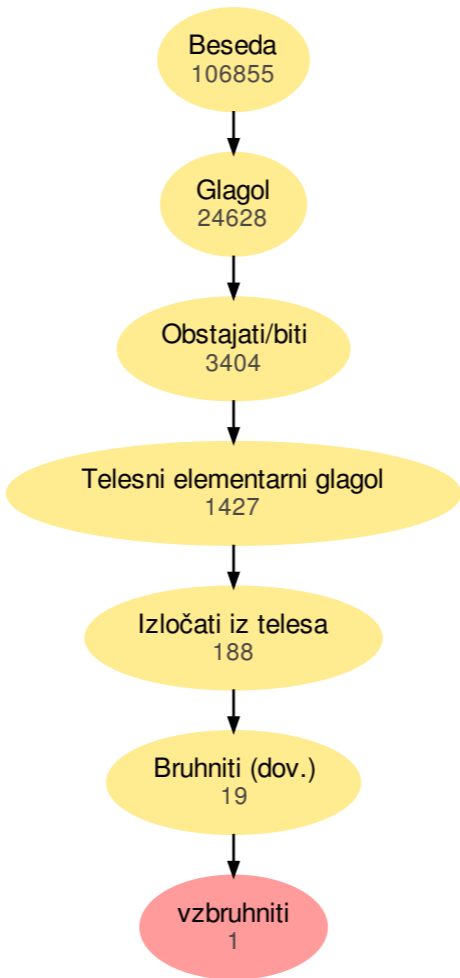 Beseda
106855
Glagol
24628
Obstajati/biti
3404
Telesni elementarni glagol
1427
Izločati iz telesa
188
Bruhniti (dov.)
19
vzbruhniti
1